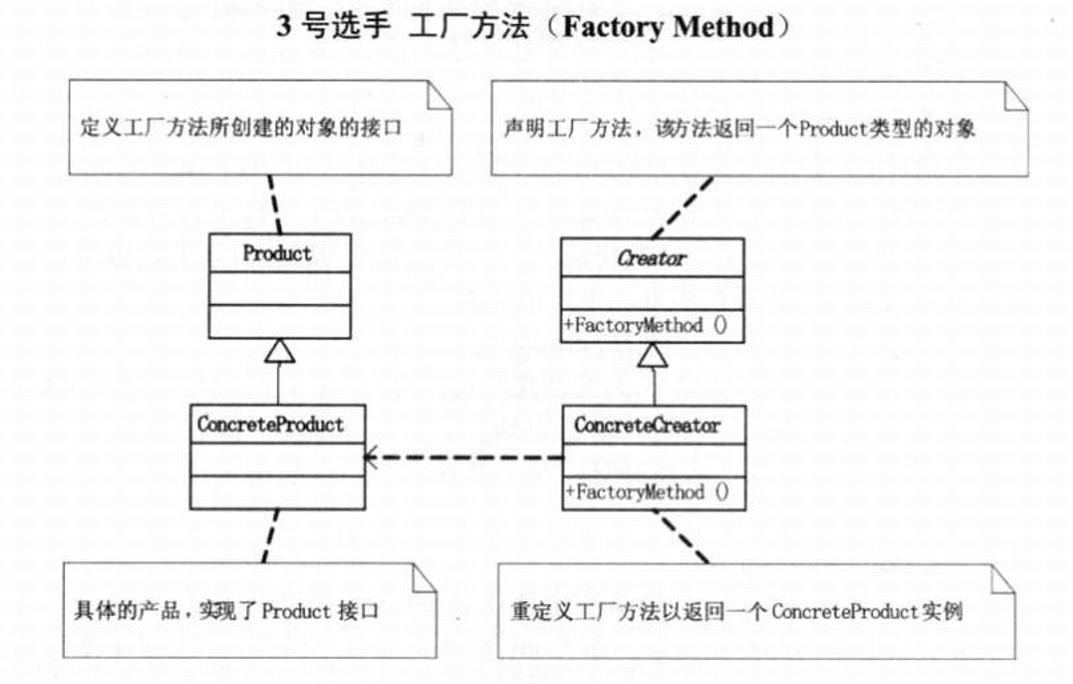 3 号选手 工厂方法（Factory Method）
定义工厂方法所创建的对象的接口
声明工厂方法，该方法返回一个Product类型的对象
Product
Creator
+FactoryMethod ()
ConcreteProduct
ConcreteCreator
+FactoryMethod ()
具体的产品，实现了 Product 接口
重定义工厂方法以返回一个 ConcreteProduct 实例